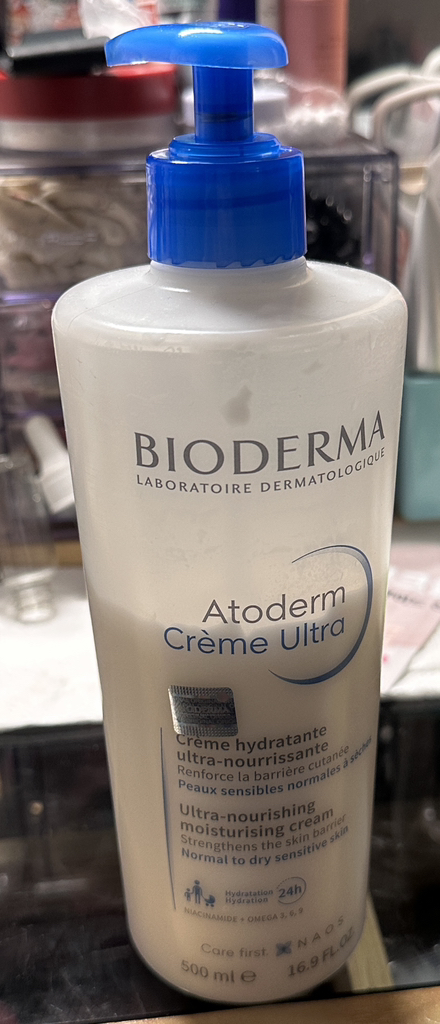 BIODERMA
LABORATOIRE DERMATOLOGIQUE
Atoderm
Crème Ultra
BIODERMA
Crème hydratante
ultra-nourrissante
Renforce la barrière cutanée
Peaux sensibles normales à sèches
Ultra-nourishing
moisturising cream
Strengthens the skin barrier
Normal to dry sensitive skin
Hydratation
Hydration
24h
NIACINAMIDE + OMEGA 3, 6, 9
Care first
NAOS
500 ml ℮
16.9 FL.OZ.